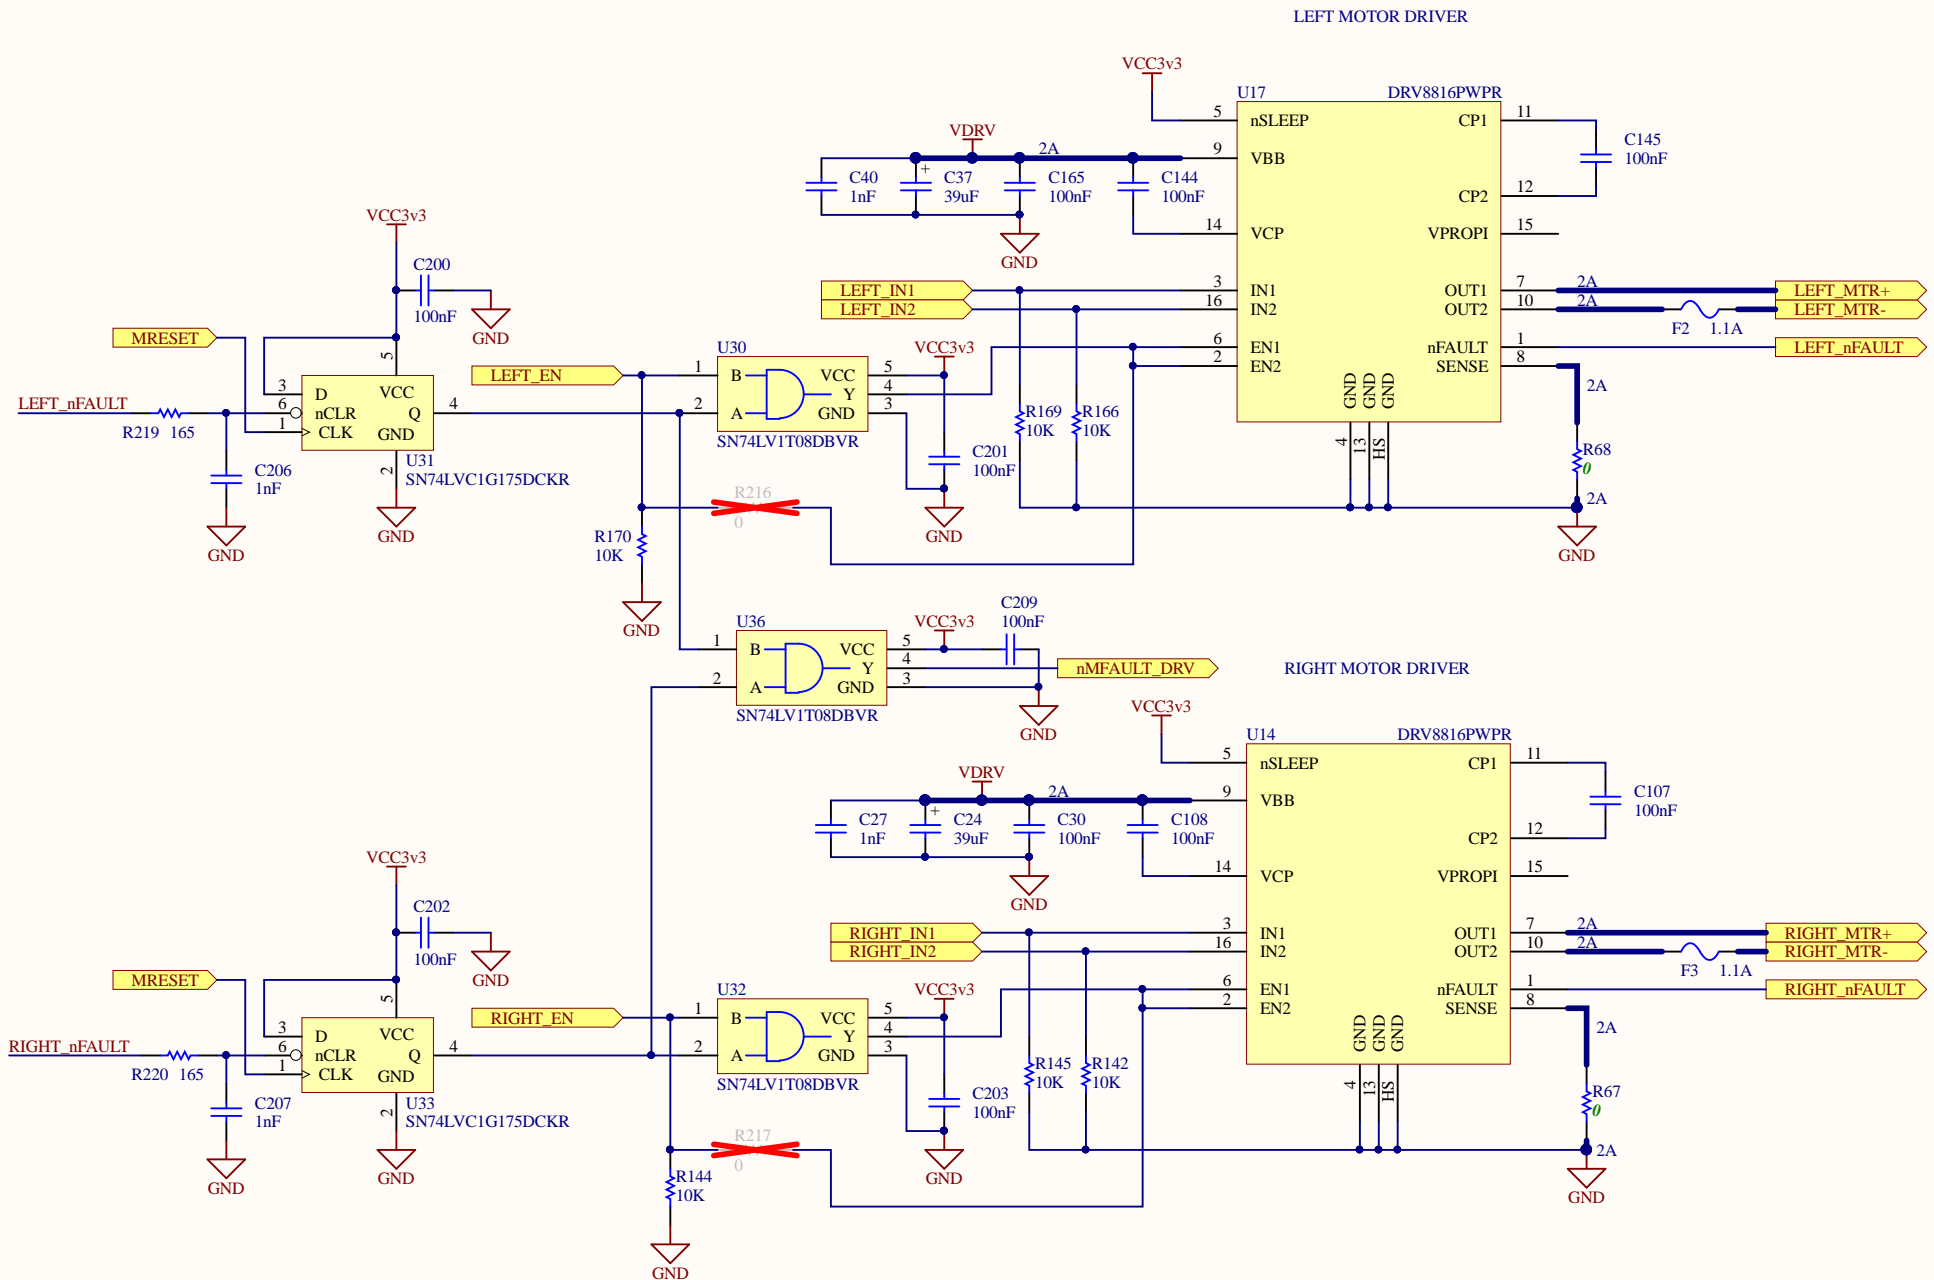 LEFT MOTOR DRIVER
VCC3v3
U17
DRV8816PWPR
5
nSLEEP
CP1
11
VDRV
2A
9
VBB
C145
100nF
C40
1nF
+
C37
39uF
C165
100nF
C144
100nF
CP2
12
14
VCP
VPROPI
15
GND
LEFT_IN1
3
IN1
OUT1
7
2A
LEFT_MTR+
LEFT_IN2
16
IN2
OUT2
10
2A
LEFT_MTR-
F2
1.1A
6
EN1
nFAULT
1
LEFT_nFAULT
2
EN2
SENSE
8
2A
GND
GND
GND
4
13
HS
R169
10K
R166
10K
R68
0
2A
GND
VCC3v3
C200
100nF
GND
MRESET
5
3
D
VCC
LEFT_nFAULT
6
nCLR
Q
4
1
CLK
GND
R219
165
2
U31
SN74LVC1G175DCKR
C206
1nF
GND
GND
LEFT_EN
U30
VCC3v3
1
B
VCC
5
Y
4
2
A
GND
3
SN74LV1T08DBVR
C201
100nF
GND
R216
0
R170
10K
GND
U36
VCC3v3
C209
100nF
1
B
VCC
5
Y
4
nMFAULT_DRV
2
A
GND
3
SN74LV1T08DBVR
GND
RIGHT MOTOR DRIVER
VCC3v3
U14
DRV8816PWPR
5
nSLEEP
CP1
11
VDRV
2A
9
VBB
C107
100nF
C27
1nF
+
C24
39uF
C30
100nF
C108
100nF
CP2
12
14
VCP
VPROPI
15
GND
RIGHT_IN1
3
IN1
OUT1
7
2A
RIGHT_MTR+
RIGHT_IN2
16
IN2
OUT2
10
2A
RIGHT_MTR-
F3
1.1A
6
EN1
nFAULT
1
RIGHT_nFAULT
2
EN2
SENSE
8
2A
GND
GND
GND
4
13
HS
R145
10K
R142
10K
R67
0
2A
GND
VCC3v3
C202
100nF
GND
MRESET
5
3
D
VCC
RIGHT_nFAULT
6
nCLR
Q
4
1
CLK
GND
R220
165
2
U33
SN74LVC1G175DCKR
C207
1nF
GND
GND
RIGHT_EN
U32
VCC3v3
1
B
VCC
5
Y
4
2
A
GND
3
SN74LV1T08DBVR
C203
100nF
GND
R217
0
R144
10K
GND